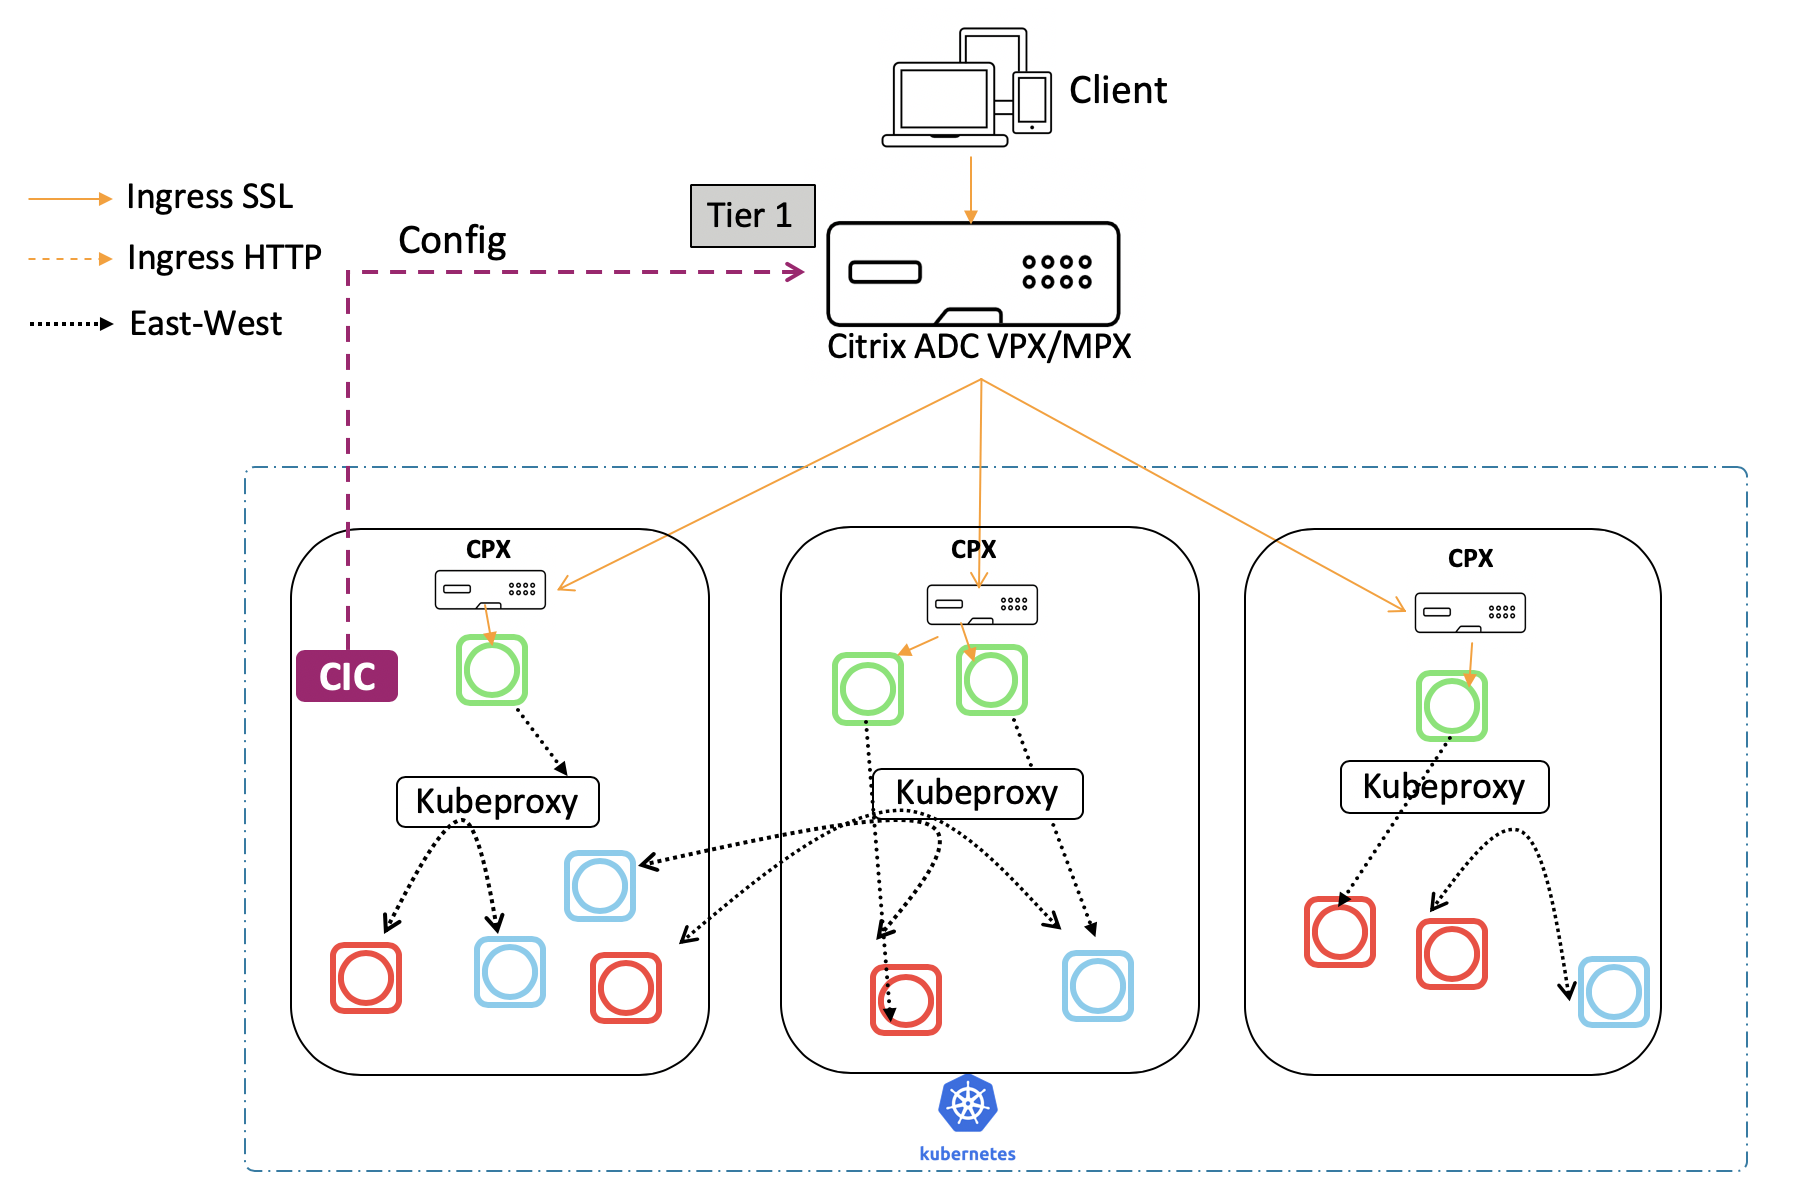 Client
Ingress SSL
Tier 1
Config
Ingress HTTP
East-West
Citrix ADC VPX/MPX
CPX
CPX
CPX
CIC
Kubeproxy
Kubeproxy
Kubeproxy
kubernetes